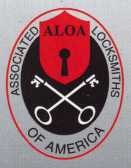 ALOA
ASSOCIATED LOCKSMITHS
OF AMERICA